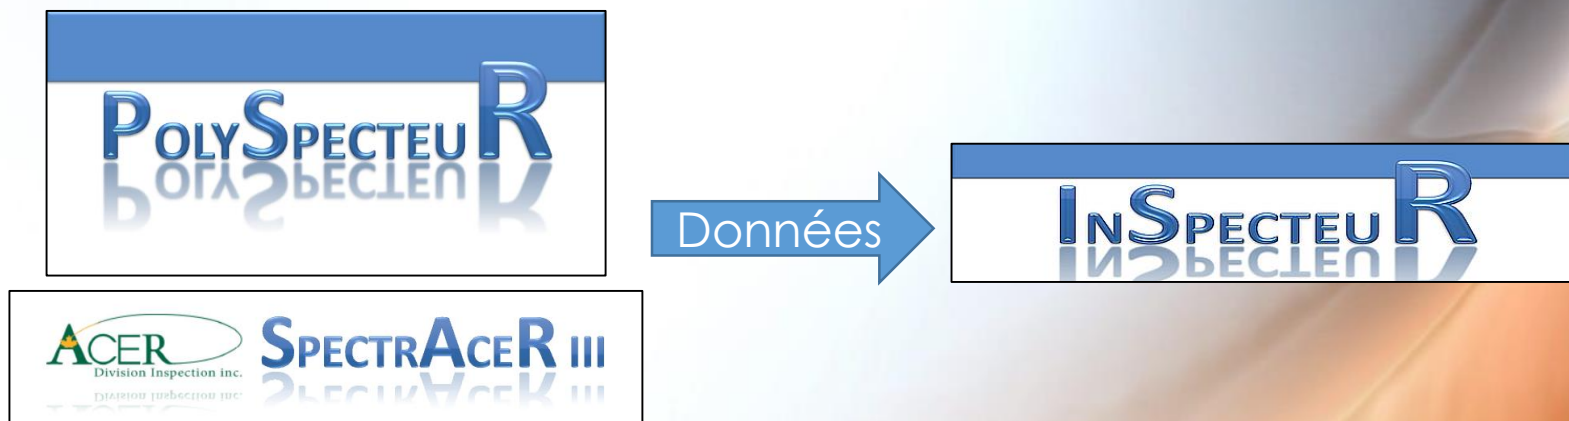 PolySpecteuR
Données
InSpecteuR
ACER
Division Inspection inc.
SpectrAceR III